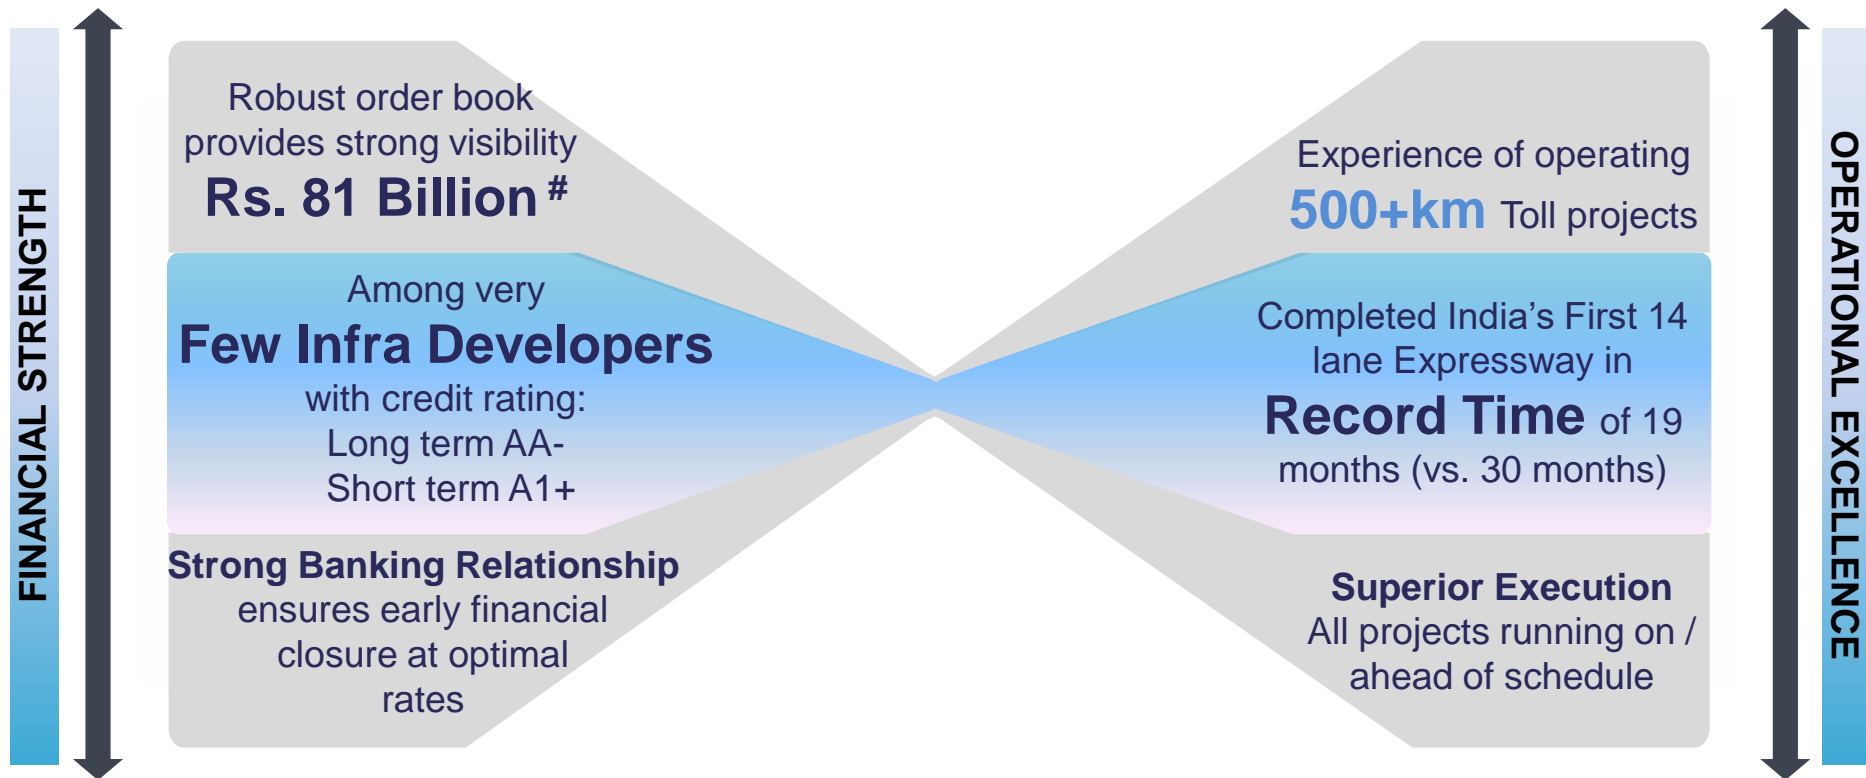 FINANCIAL STRENGTH
Robust order book
provides strong visibility
Rs. 81 Billion #
Among very
Few Infra Developers
with credit rating:
Long term AA-
Short term A1+
Strong Banking Relationship
ensures early financial
closure at optimal
rates
Experience of operating
500+km Toll projects
Completed India’s First 14
lane Expressway in
Record Time of 19
months (vs. 30 months)
Superior Execution
All projects running on /
ahead of schedule
OPERATIONAL EXCELLENCE